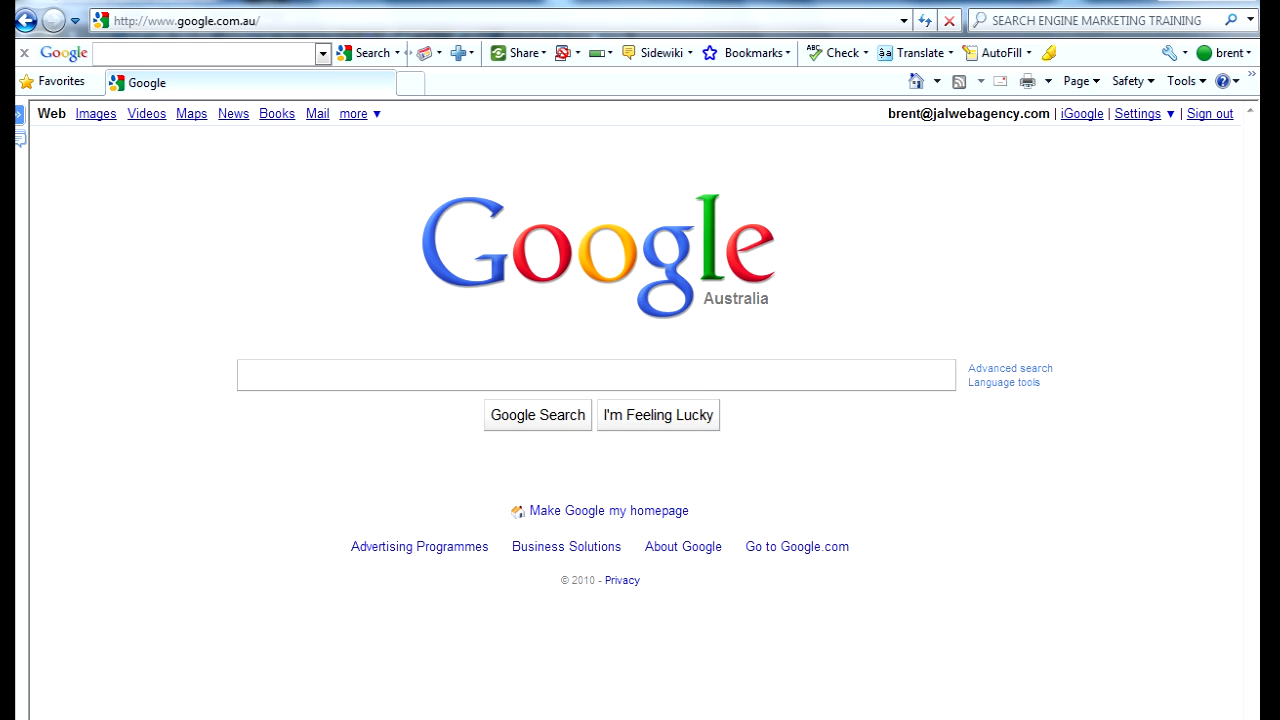 http://www.google.com.au/ SEARCH ENGINE MARKETING TRAINING
x Google Search Share Sidewiki Bookmarks ABC Check Translate AutoFill brent
Favorites Google Page Safety Tools
Web Images Videos Maps News Books Mail more ▼ brent@jalwebagency.com | iGoogle | Settings ▼ | Sign out
Google
Australia
Advanced search
Language tools
Google Search I'm Feeling Lucky
Make Google my homepage
Advertising Programmes Business Solutions About Google Go to Google.com
© 2010 - Privacy